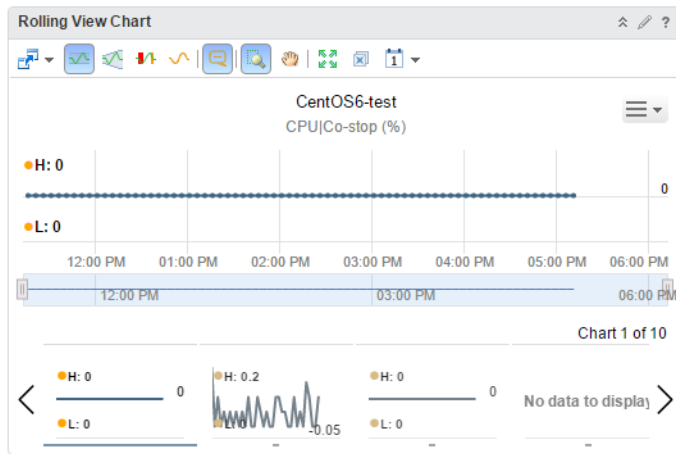 Rolling View Chart ?
1
CentOS6-test
CPU|Co-stop (%)
H: 0
0
L: 0
12:00 PM 01:00 PM 02:00 PM 03:00 PM 04:00 PM 05:00 PM 06:00 PM
12:00 PM 03:00 PM 06:00 PM
Chart 1 of 10
H: 0 H: 0.2 H: 0
0 0 No data to display
L: 0 L: 0 -0.05 L: 0
- - -